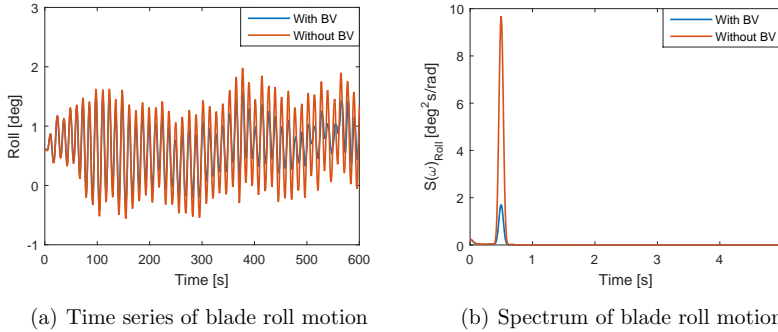 3
2
1
0
-1
Roll [deg]
With BV
Without BV
0 100 200 300 400 500 600
Time [s]
(a) Time series of blade roll motion
10
8
6
4
2
0
S(ω)Roll [deg²s/rad]
With BV
Without BV
0 1 2 3 4
Time [s]
(b) Spectrum of blade roll motion